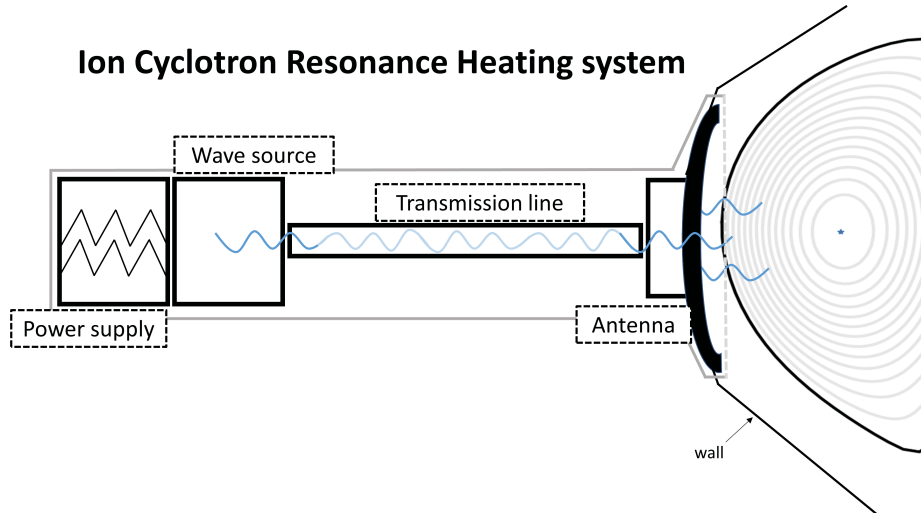 Ion Cyclotron Resonance Heating system
Wave source
Transmission line
Power supply
Antenna
wall